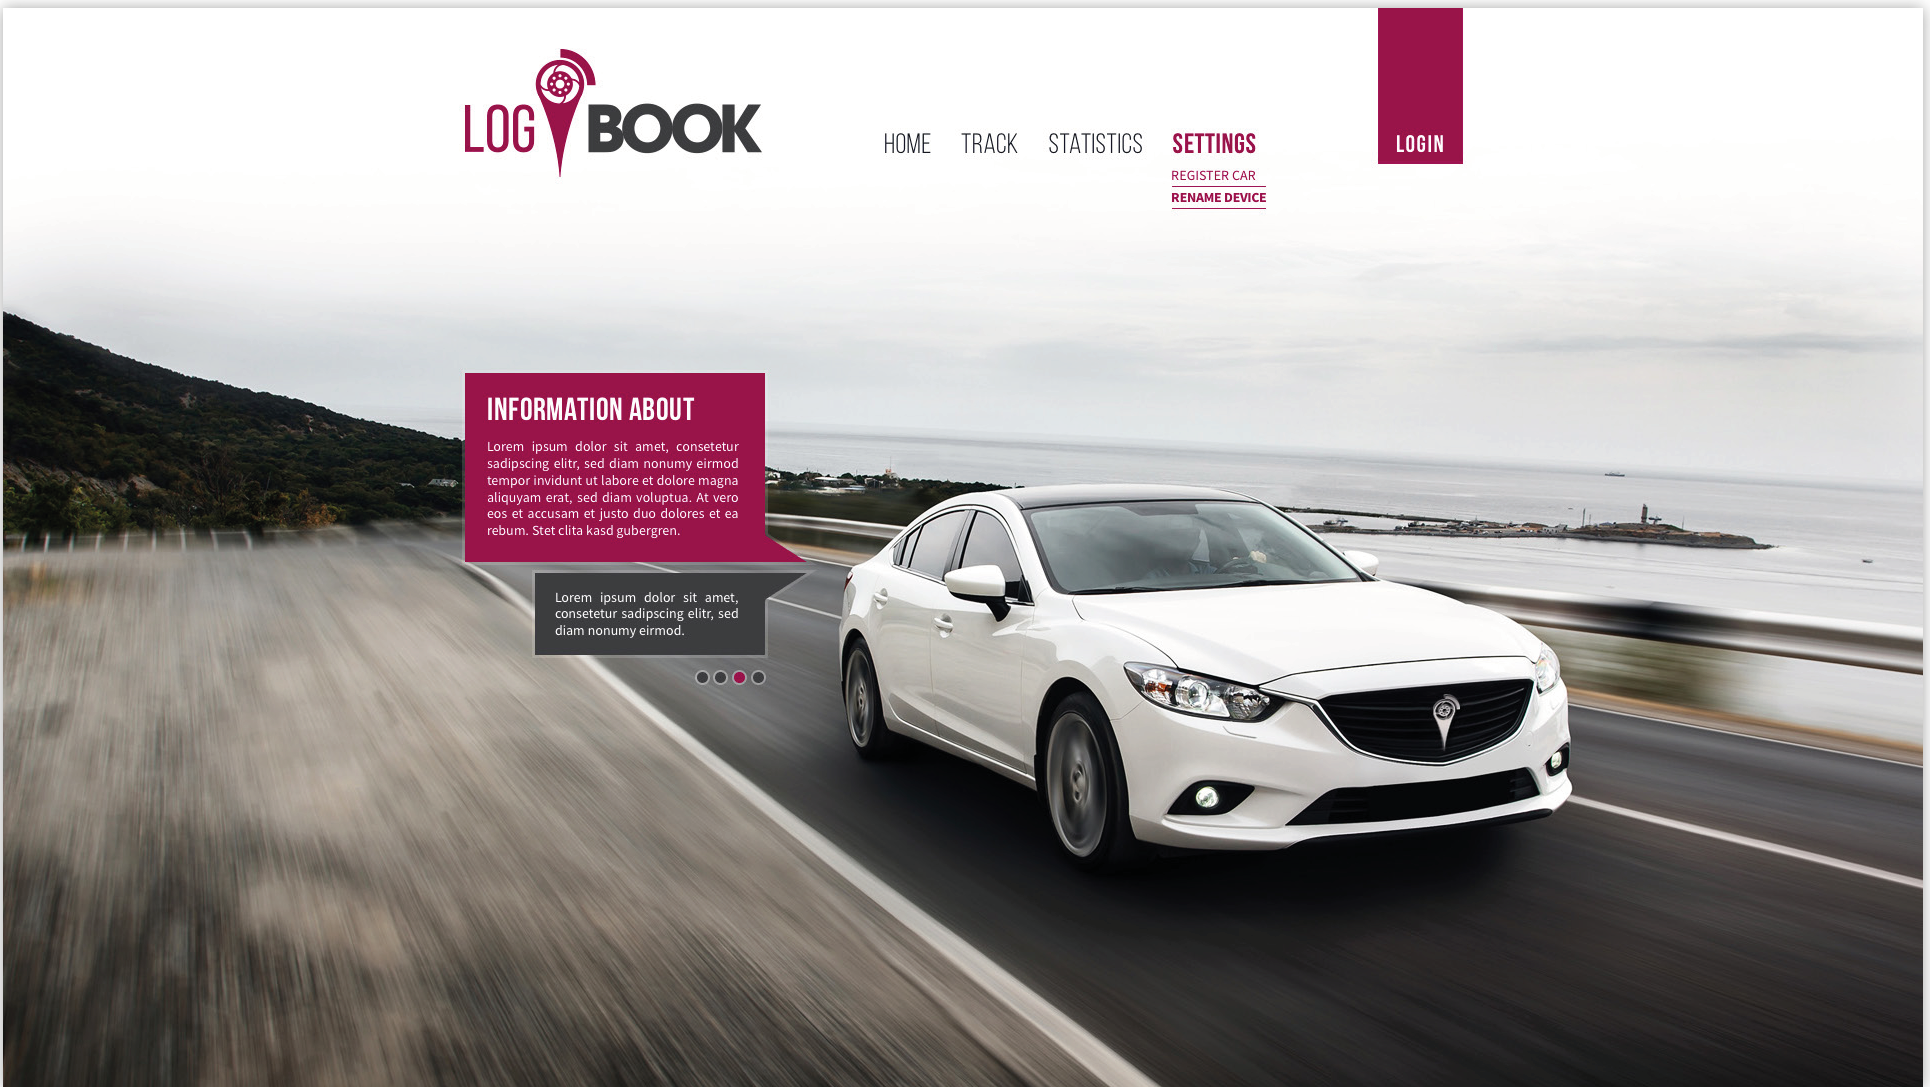 LOG BOOK
HOME TRACK STATISTICS SETTINGS
LOGIN
REGISTER CAR
RENAME DEVICE
INFORMATION ABOUT
Lorem ipsum dolor sit amet, consetetur
sadipscing elitr, sed diam nonumy eirmod
tempor invidunt ut labore et dolore magna
aliquyam erat, sed diam voluptua. At vero
eos et accusam et justo duo dolores et ea
rebum. Stet clita kasd gubergren.
Lorem ipsum dolor sit amet,
consetetur sadipscing elitr, sed
diam nonumy eirmod.